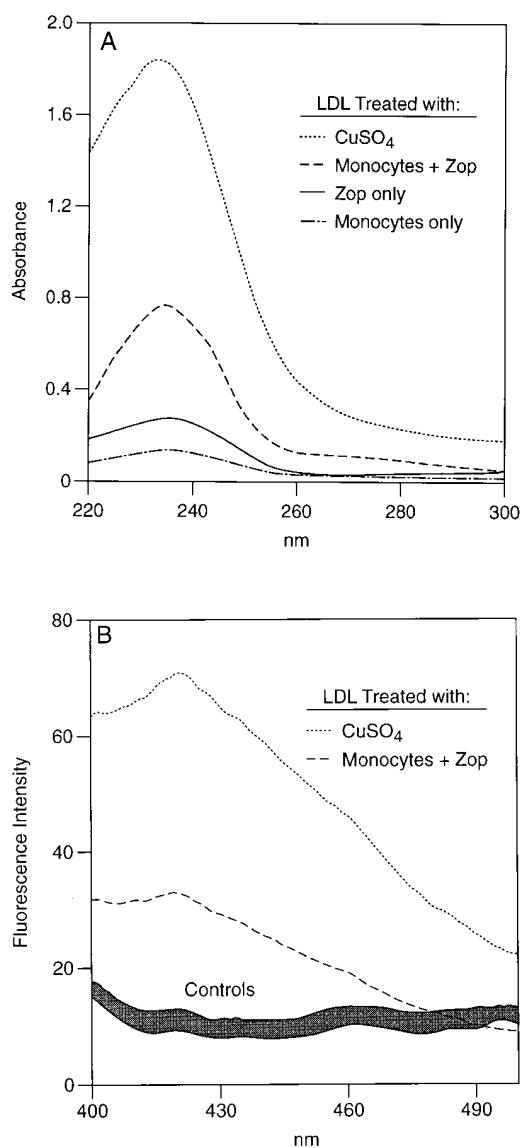 A
2.0
1.6
1.2
0.8
0.4
0
Absorbance
LDL Treated with:
CuSO4
Monocytes + Zop
Zop only
Monocytes only
220 240 260 280 300
nm
B
80
60
40
20
0
Fluorescence Intensity
LDL Treated with:
CuSO4
Monocytes + Zop
Controls
400 430 460 490
nm